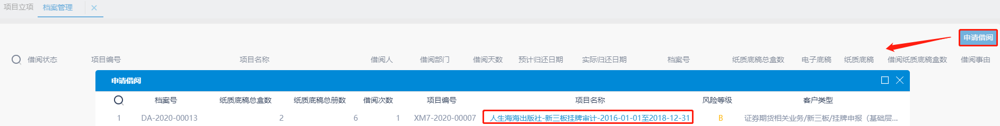 项目立项 档案管理
申请借阅
借阅状态 项目编号 项目名称 借阅人 借阅部门 借阅天数 预计归还日期 实际归还日期 档案号 纸质底稿总盒数 电子底稿 纸质底稿 借阅纸质底稿盒数 借阅事由
申请借阅
档案号 纸质底稿总盒数 纸质底稿总册数 借阅次数 项目编号 项目名称 风险等级 客户类型
1 DA-2020-00013 2 6 1 XM7-2020-00007 人生海海出版社-新三板挂牌审计-2016-01-01至2018-12-31 B 证券期货相关业务/新三板/挂牌申报（基础层...